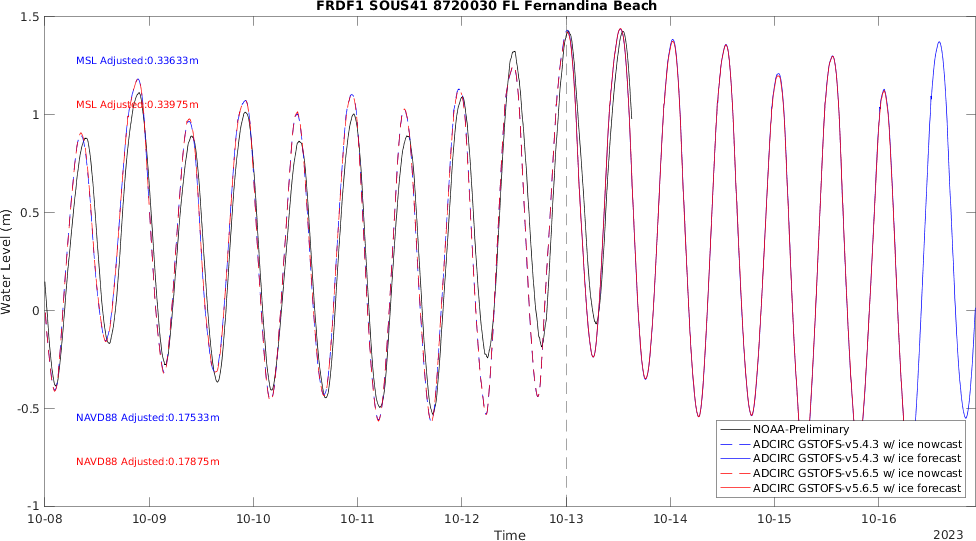 FRDF1 SOUS41 8720030 FL Fernandina Beach
1.5
1
0.5
0
-0.5
-1
Water Level (m)
MSL Adjusted:0.33633m
MSL Adjusted:0.33975m
NAVD88 Adjusted:0.17533m
NAVD88 Adjusted:0.17875m
NOAA-Preliminary
ADCIRC GSTOFS-v5.4.3 w/ ice nowcast
ADCIRC GSTOFS-v5.4.3 w/ ice forecast
ADCIRC GSTOFS-v5.6.5 w/ ice nowcast
ADCIRC GSTOFS-v5.6.5 w/ ice forecast
10-08 10-09 10-10 10-11 10-12 10-13 10-14 10-15 10-16
Time
2023